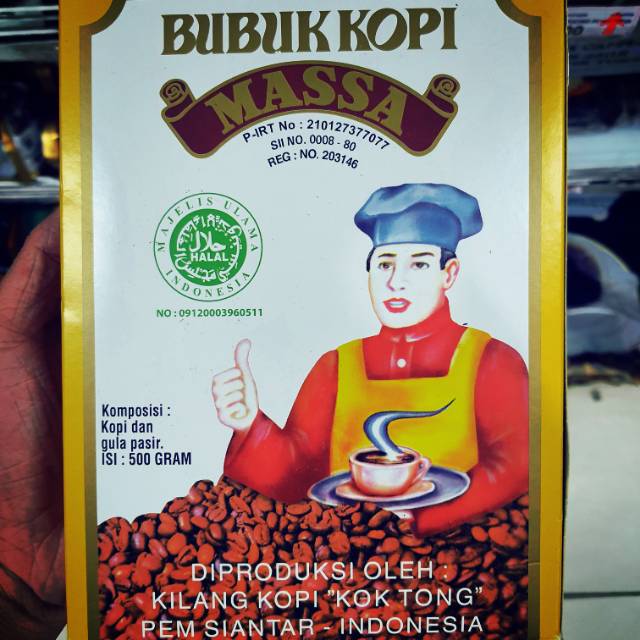 BUBUK KOPI
MASSA
P-IRT No : 210127377077
SII NO. 0008 - 80
REG : NO. 203146
MAJELIS ULAMA
حلال
HALAL
INDONESIA
NO : 09120003960511
Komposisi :
Kopi dan
gula pasir.
ISI : 500 GRAM
DIPRODUKSI OLEH :
KILANG KOPI "KOK TONG"
PEM SIANTAR - INDONESIA